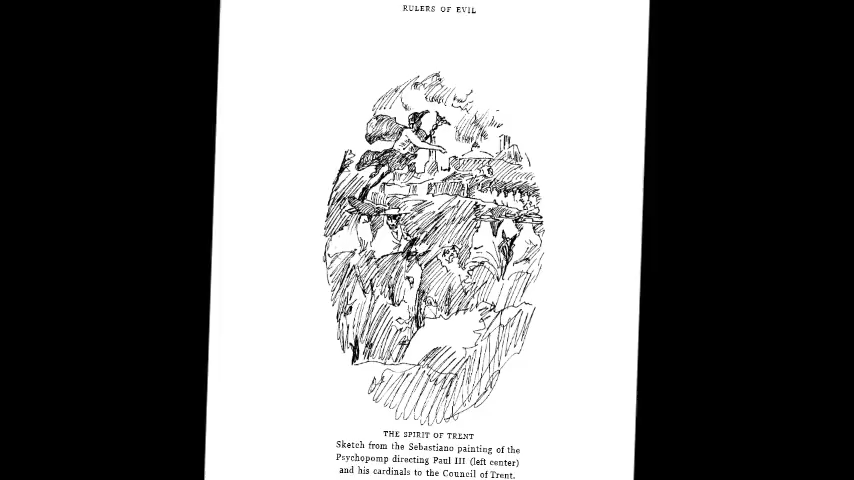 RULERS OF EVIL
THE SPIRIT OF TRENT
Sketch from the Sebastiano painting of the
Psychopomp directing Paul III (left center)
and his cardinals to the Council of Trent.